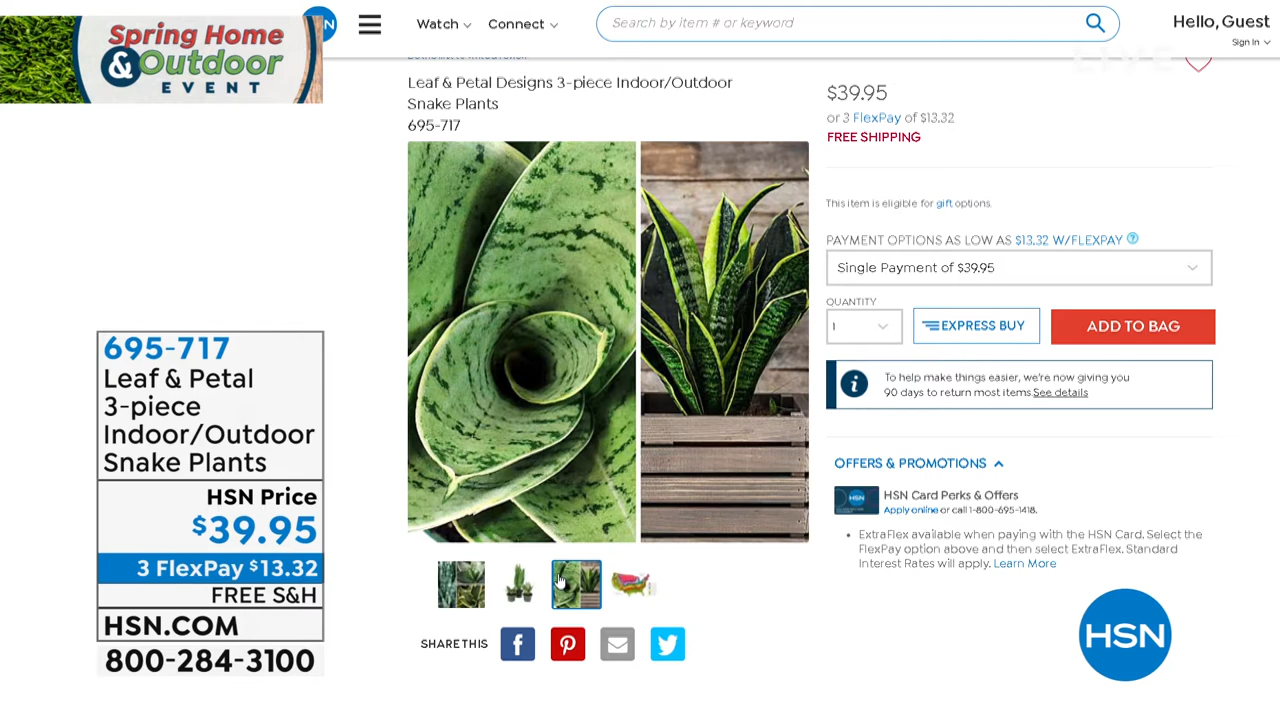 Spring Home
& Outdoor
EVENT
N
Watch
Connect
Search by item # or keyword
Hello, Guest
Sign In
LIVE
Leaf & Petal Designs 3-piece Indoor/Outdoor
Snake Plants
695-717
$39.95
or 3 FlexPay of $13.32
FREE SHIPPING
This item is eligible for gift options.
PAYMENT OPTIONS AS LOW AS $13.32 W/FLEXPAY ?
Single Payment of $39.95
QUANTITY
1
EXPRESS BUY
ADD TO BAG
i
To help make things easier, we're now giving you
90 days to return most items.See details
OFFERS & PROMOTIONS
HSN
HSN Card Perks & Offers
Apply online or call 1-800-695-1418.
• ExtraFlex available when paying with the HSN Card. Select the
FlexPay option above and then select ExtraFlex. Standard
Interest Rates will apply. Learn More
SHARE THIS
695-717
Leaf & Petal
3-piece
Indoor/Outdoor
Snake Plants
HSN Price
$39.95
3 FlexPay $13.32
FREE S&H
HSN.COM
800-284-3100
HSN